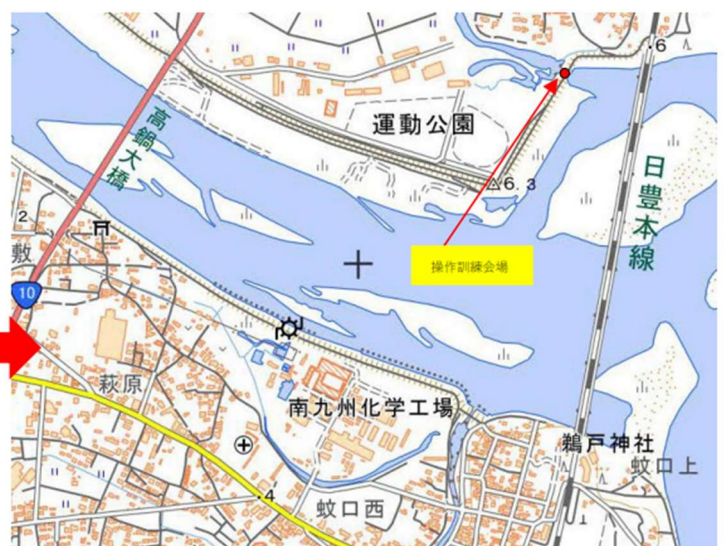 6
運動公園
高鍋大橋
6.3
日豊本線
2
敷
操作訓練会場
10
萩原
南九州化学工場
鵜戸神社
蚊口上
4
蚊口西